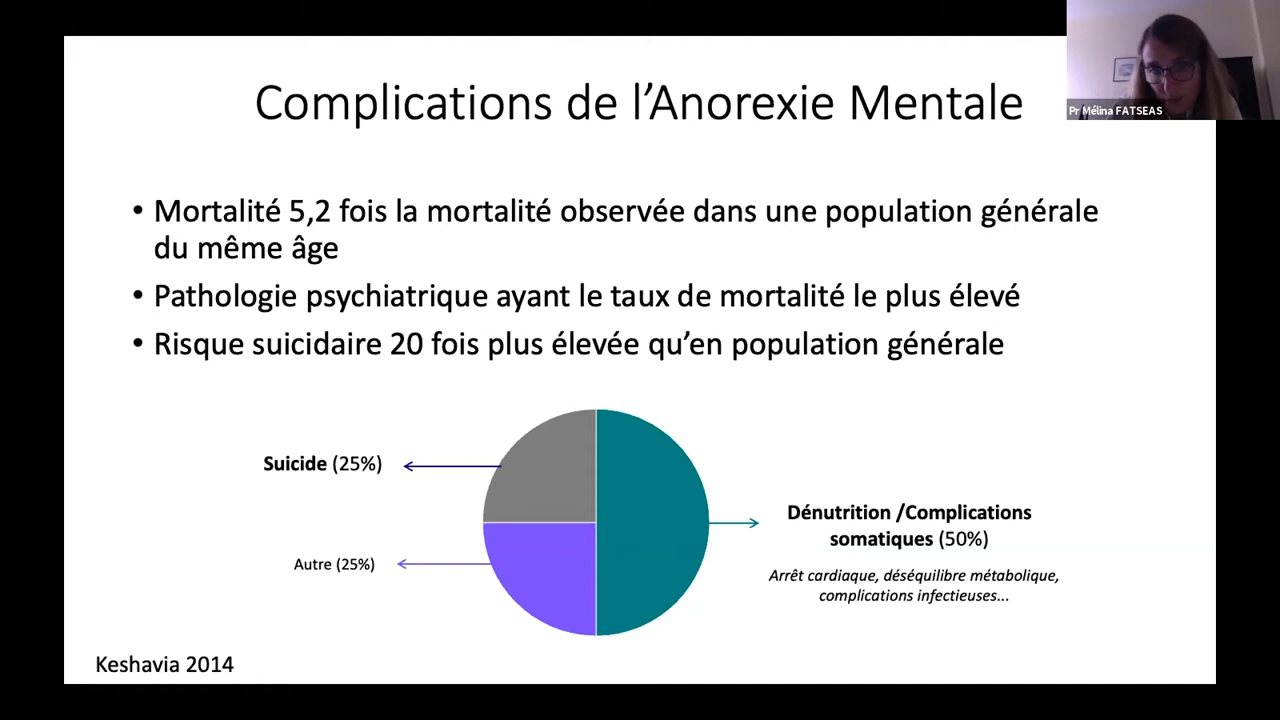 Complications de l'Anorexie Mentale
Pr Mélina FATSEAS
• Mortalité 5,2 fois la mortalité observée dans une population générale
du même âge
• Pathologie psychiatrique ayant le taux de mortalité le plus élevé
• Risque suicidaire 20 fois plus élevée qu'en population générale
Suicide (25%)
Autre (25%)
Dénutrition /Complications
somatiques (50%)
Arrêt cardiaque, déséquilibre métabolique,
complications infectieuses...
Keshavia 2014